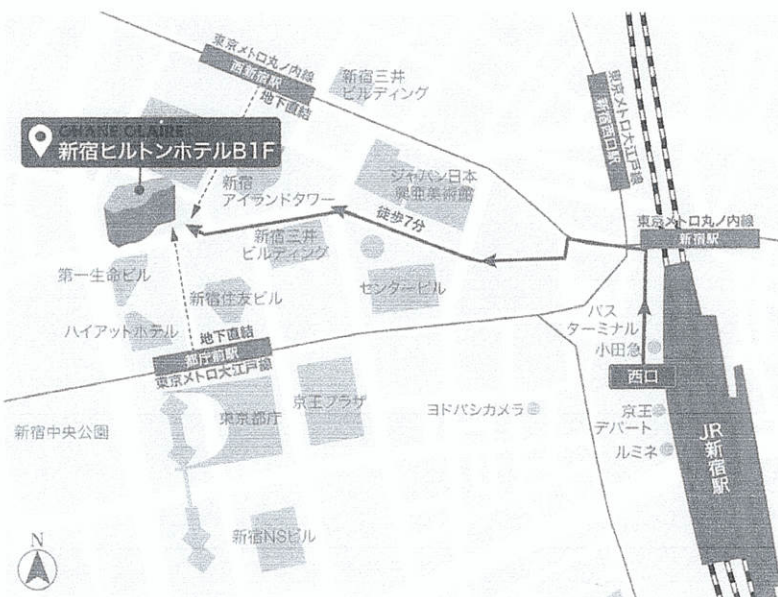 東京メトロ丸ノ内線
西新宿駅
地下直結
新宿三井
ビルディング
CHANE CLAIRE
新宿ヒルトンホテルB1F
新宿
アイランドタワー
ジャパン日本
興亜美術館
徒歩7分
東京メトロ大江戸線
新宿西口駅
東京メトロ丸ノ内線
新宿駅
新宿三井
ビルディング
第一生命ビル
新宿住友ビル
センタービル
ハイアットホテル
地下直結
都庁前駅
東京メトロ大江戸線
バス
ターミナル
小田急
西口
新宿中央公園
東京都庁
京王プラザ
ヨドバシカメラ
京王
デパート
ルミネ
JR新宿駅
新宿NSビル
N